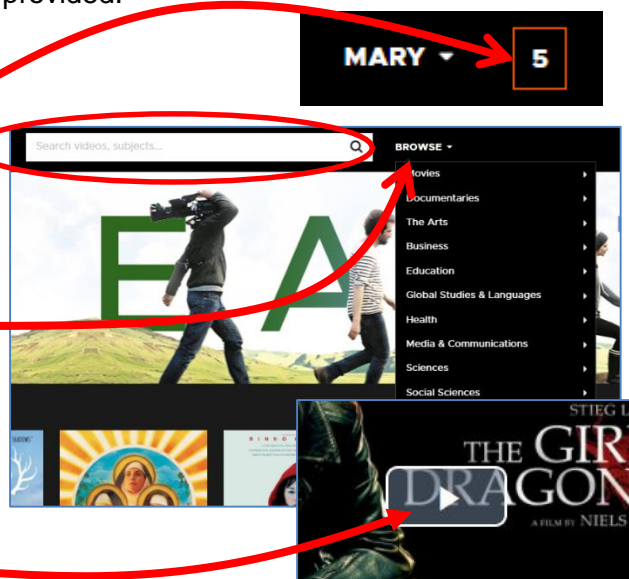 provided.
MARY 5
Search videos, subjects...
BROWSE
Movies
Documentaries
The Arts
Business
Education
Global Studies & Languages
Health
Media & Communications
Sciences
Social Sciences
E A
STIEG L
THE GIR
DRAGON
A FILM BY NIELS